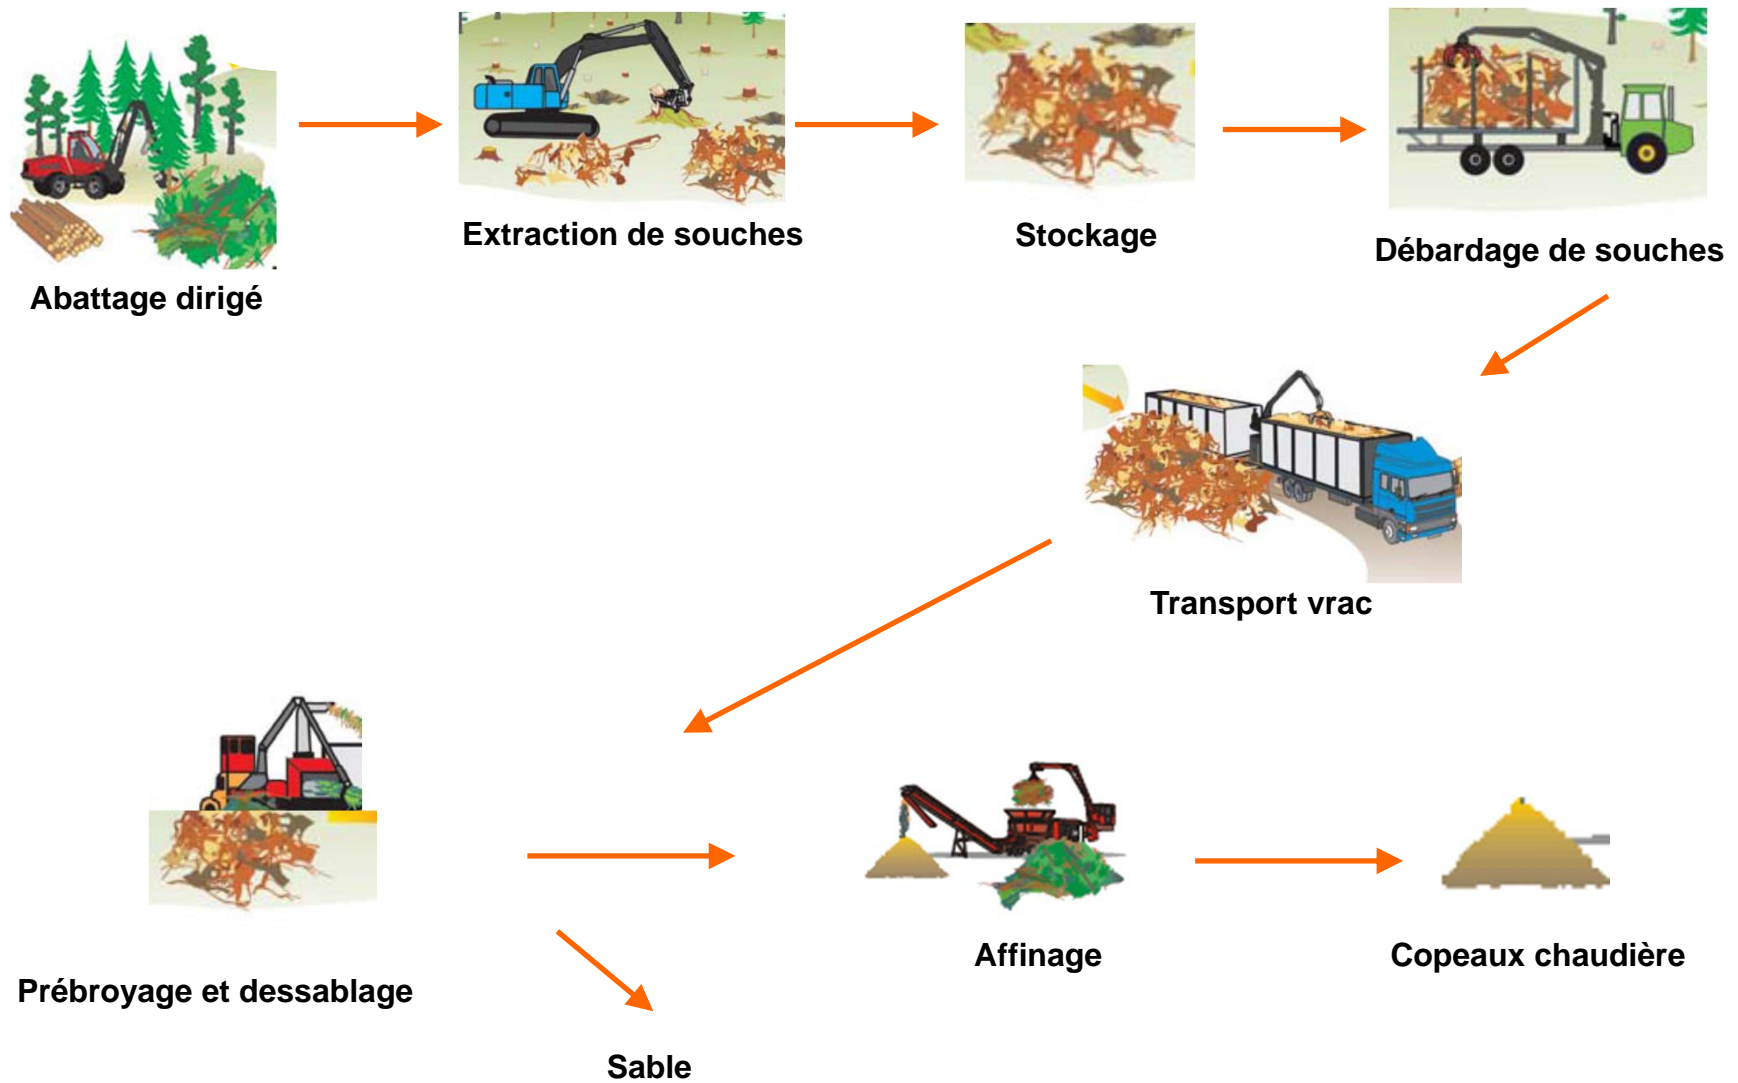 Abattage dirigé
Extraction de souches
Stockage
Débardage de souches
Transport vrac
Prébroyage et dessablage
Affinage
Copeaux chaudière
Sable